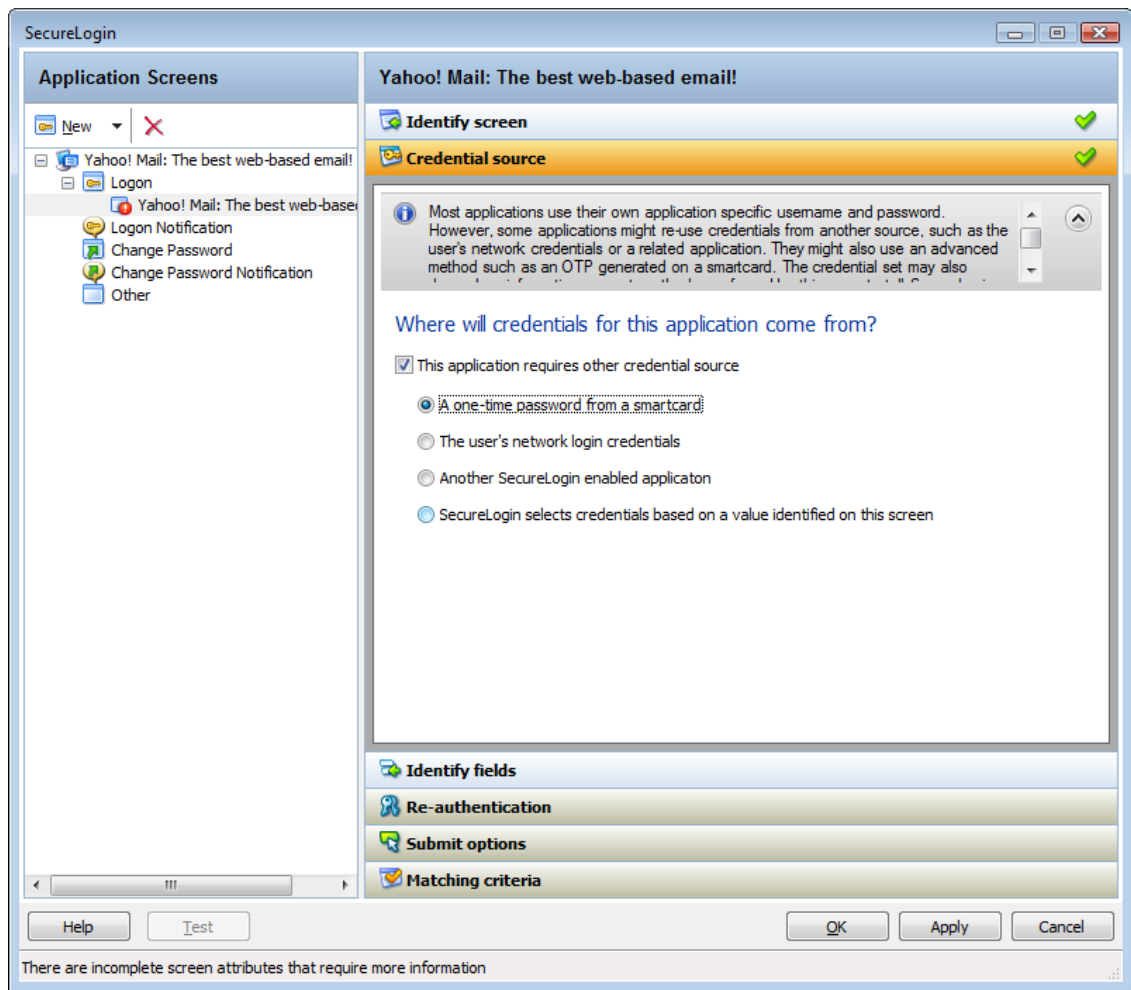 SecureLogin
Application Screens
New
Yahoo! Mail: The best web-based email!
Logon
Yahoo! Mail: The best web-base
Logon Notification
Change Password
Change Password Notification
Other
Yahoo! Mail: The best web-based email!
Identify screen
Credential source
Most applications use their own application specific username and password.
However, some applications might re-use credentials from another source, such as the
user's network credentials or a related application. They might also use an advanced
method such as an OTP generated on a smartcard. The credential set may also
Where will credentials for this application come from?
This application requires other credential source
A one-time password from a smartcard
The user's network login credentials
Another SecureLogin enabled applicaton
SecureLogin selects credentials based on a value identified on this screen
Identify fields
Re-authentication
Submit options
Matching criteria
Help
Test
OK
Apply
Cancel
There are incomplete screen attributes that require more information